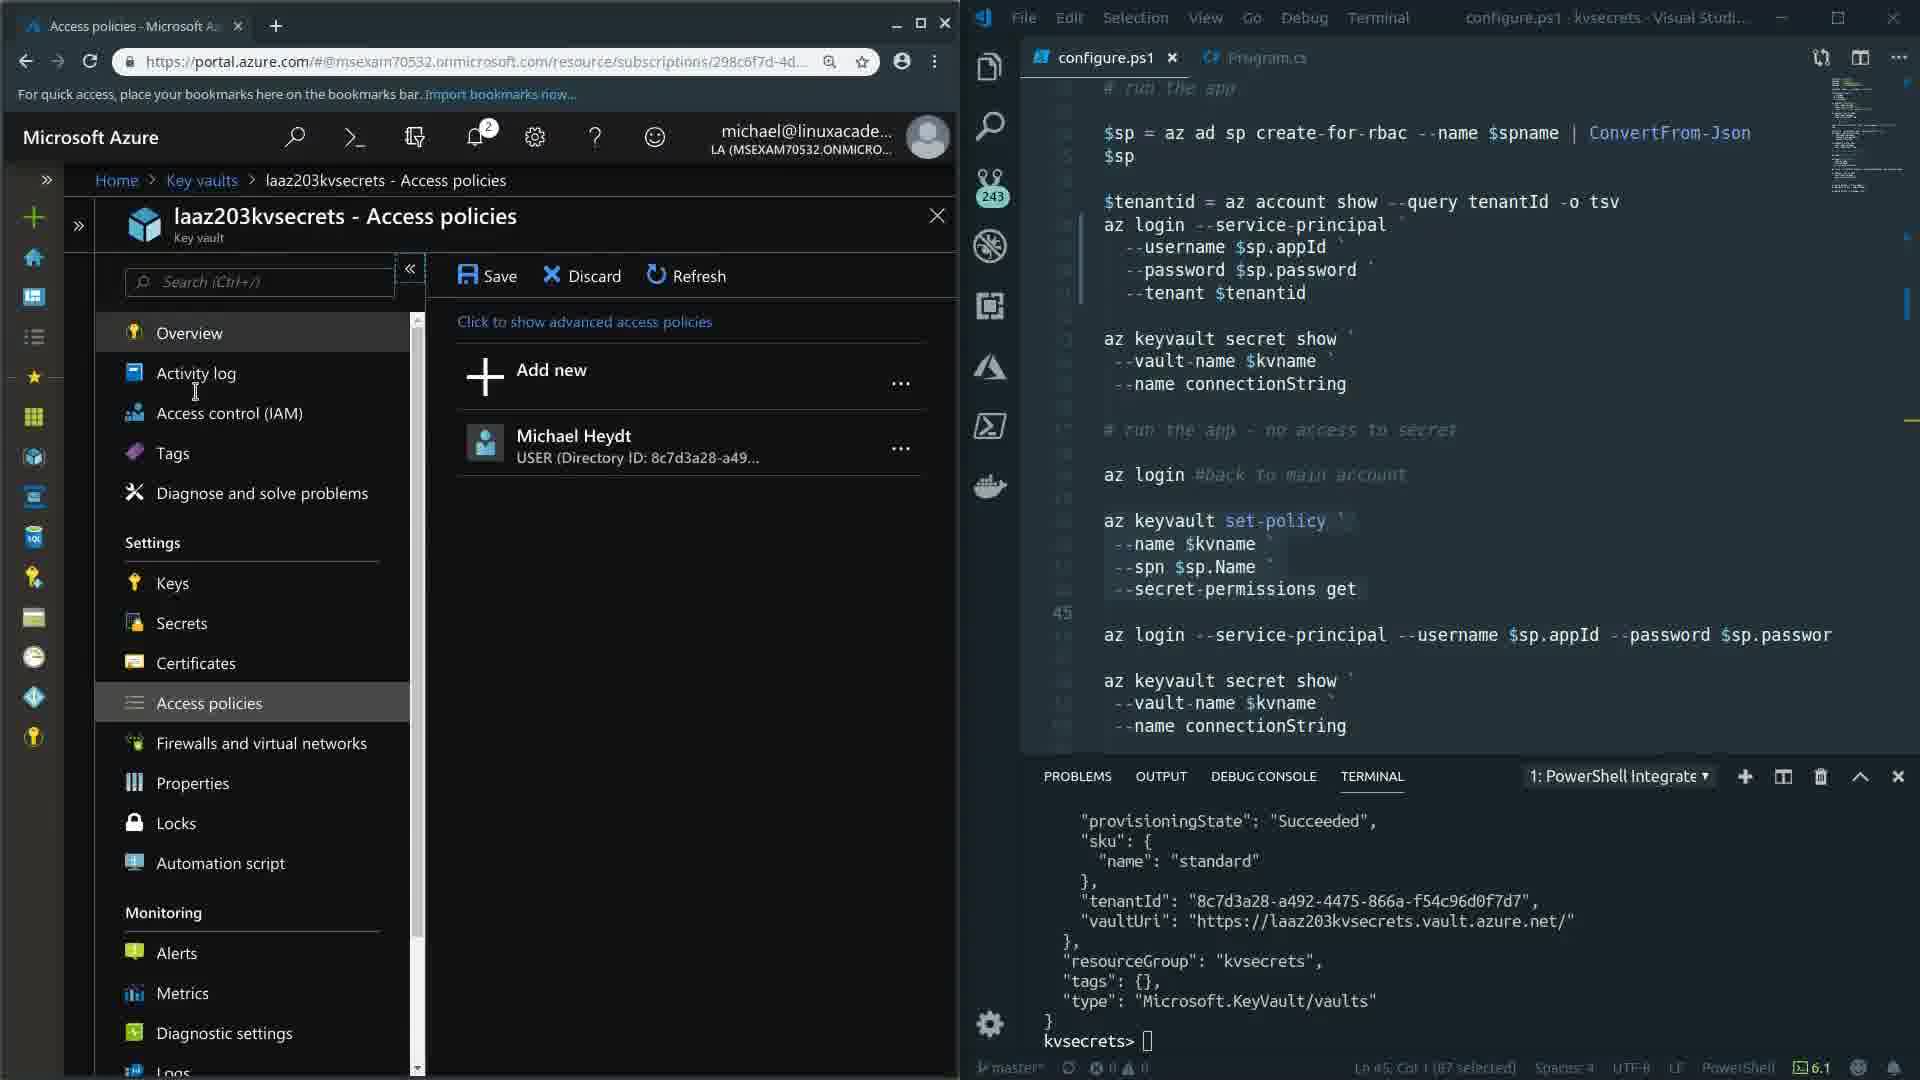 Access policies - Microsoft Az
https://portal.azure.com/#@msexam70532.onmicrosoft.com/resource/subscriptions/298c6f7d-4d...
For quick access, place your bookmarks here on the bookmarks bar. Import bookmarks now...
Microsoft Azure
2
michael@linuxacade...
LA (MSEXAM70532.ONMICRO...
Home > Key vaults > laaz203kvsecrets - Access policies
laaz203kvsecrets - Access policies
Key vault
Search (Ctrl+/)
Overview
Activity log
Access control (IAM)
Tags
Diagnose and solve problems
Settings
Keys
Secrets
Certificates
Access policies
Firewalls and virtual networks
Properties
Locks
Automation script
Monitoring
Alerts
Metrics
Diagnostic settings
Logs
Save
Discard
Refresh
Click to show advanced access policies
Add new
...
Michael Heydt
USER (Directory ID: 8c7d3a28-a49...
...
File Edit Selection View Go Debug Terminal
configure.ps1 - kvsecrets - Visual Studi...
configure.ps1
Program.cs
243
# run the app
$sp = az ad sp create-for-rbac --name $spname | ConvertFrom-Json
$sp
$tenantid = az account show --query tenantId -o tsv
az login --service-principal `
--username $sp.appId `
--password $sp.password `
--tenant $tenantid
az keyvault secret show `
--vault-name $kvname `
--name connectionString
# run the app - no access to secret
az login #back to main account
az keyvault set-policy `
--name $kvname `
--spn $sp.Name `
--secret-permissions get
45
az login --service-principal --username $sp.appId --password $sp.passwor
az keyvault secret show `
--vault-name $kvname `
--name connectionString
PROBLEMS OUTPUT DEBUG CONSOLE TERMINAL
1: PowerShell Integrate
"provisioningState": "Succeeded",
"sku": {
"name": "standard"
},
"tenantId": "8c7d3a28-a492-4475-866a-f54c96d0f7d7",
"vaultUri": "https://laaz203kvsecrets.vault.azure.net/"
},
"resourceGroup": "kvsecrets",
"tags": {},
"type": "Microsoft.KeyVault/vaults"
}
kvsecrets>
master*
0 0
Ln 45, Col 1 (87 selected)
Spaces: 4
UTF-8
LF
PowerShell
6.1